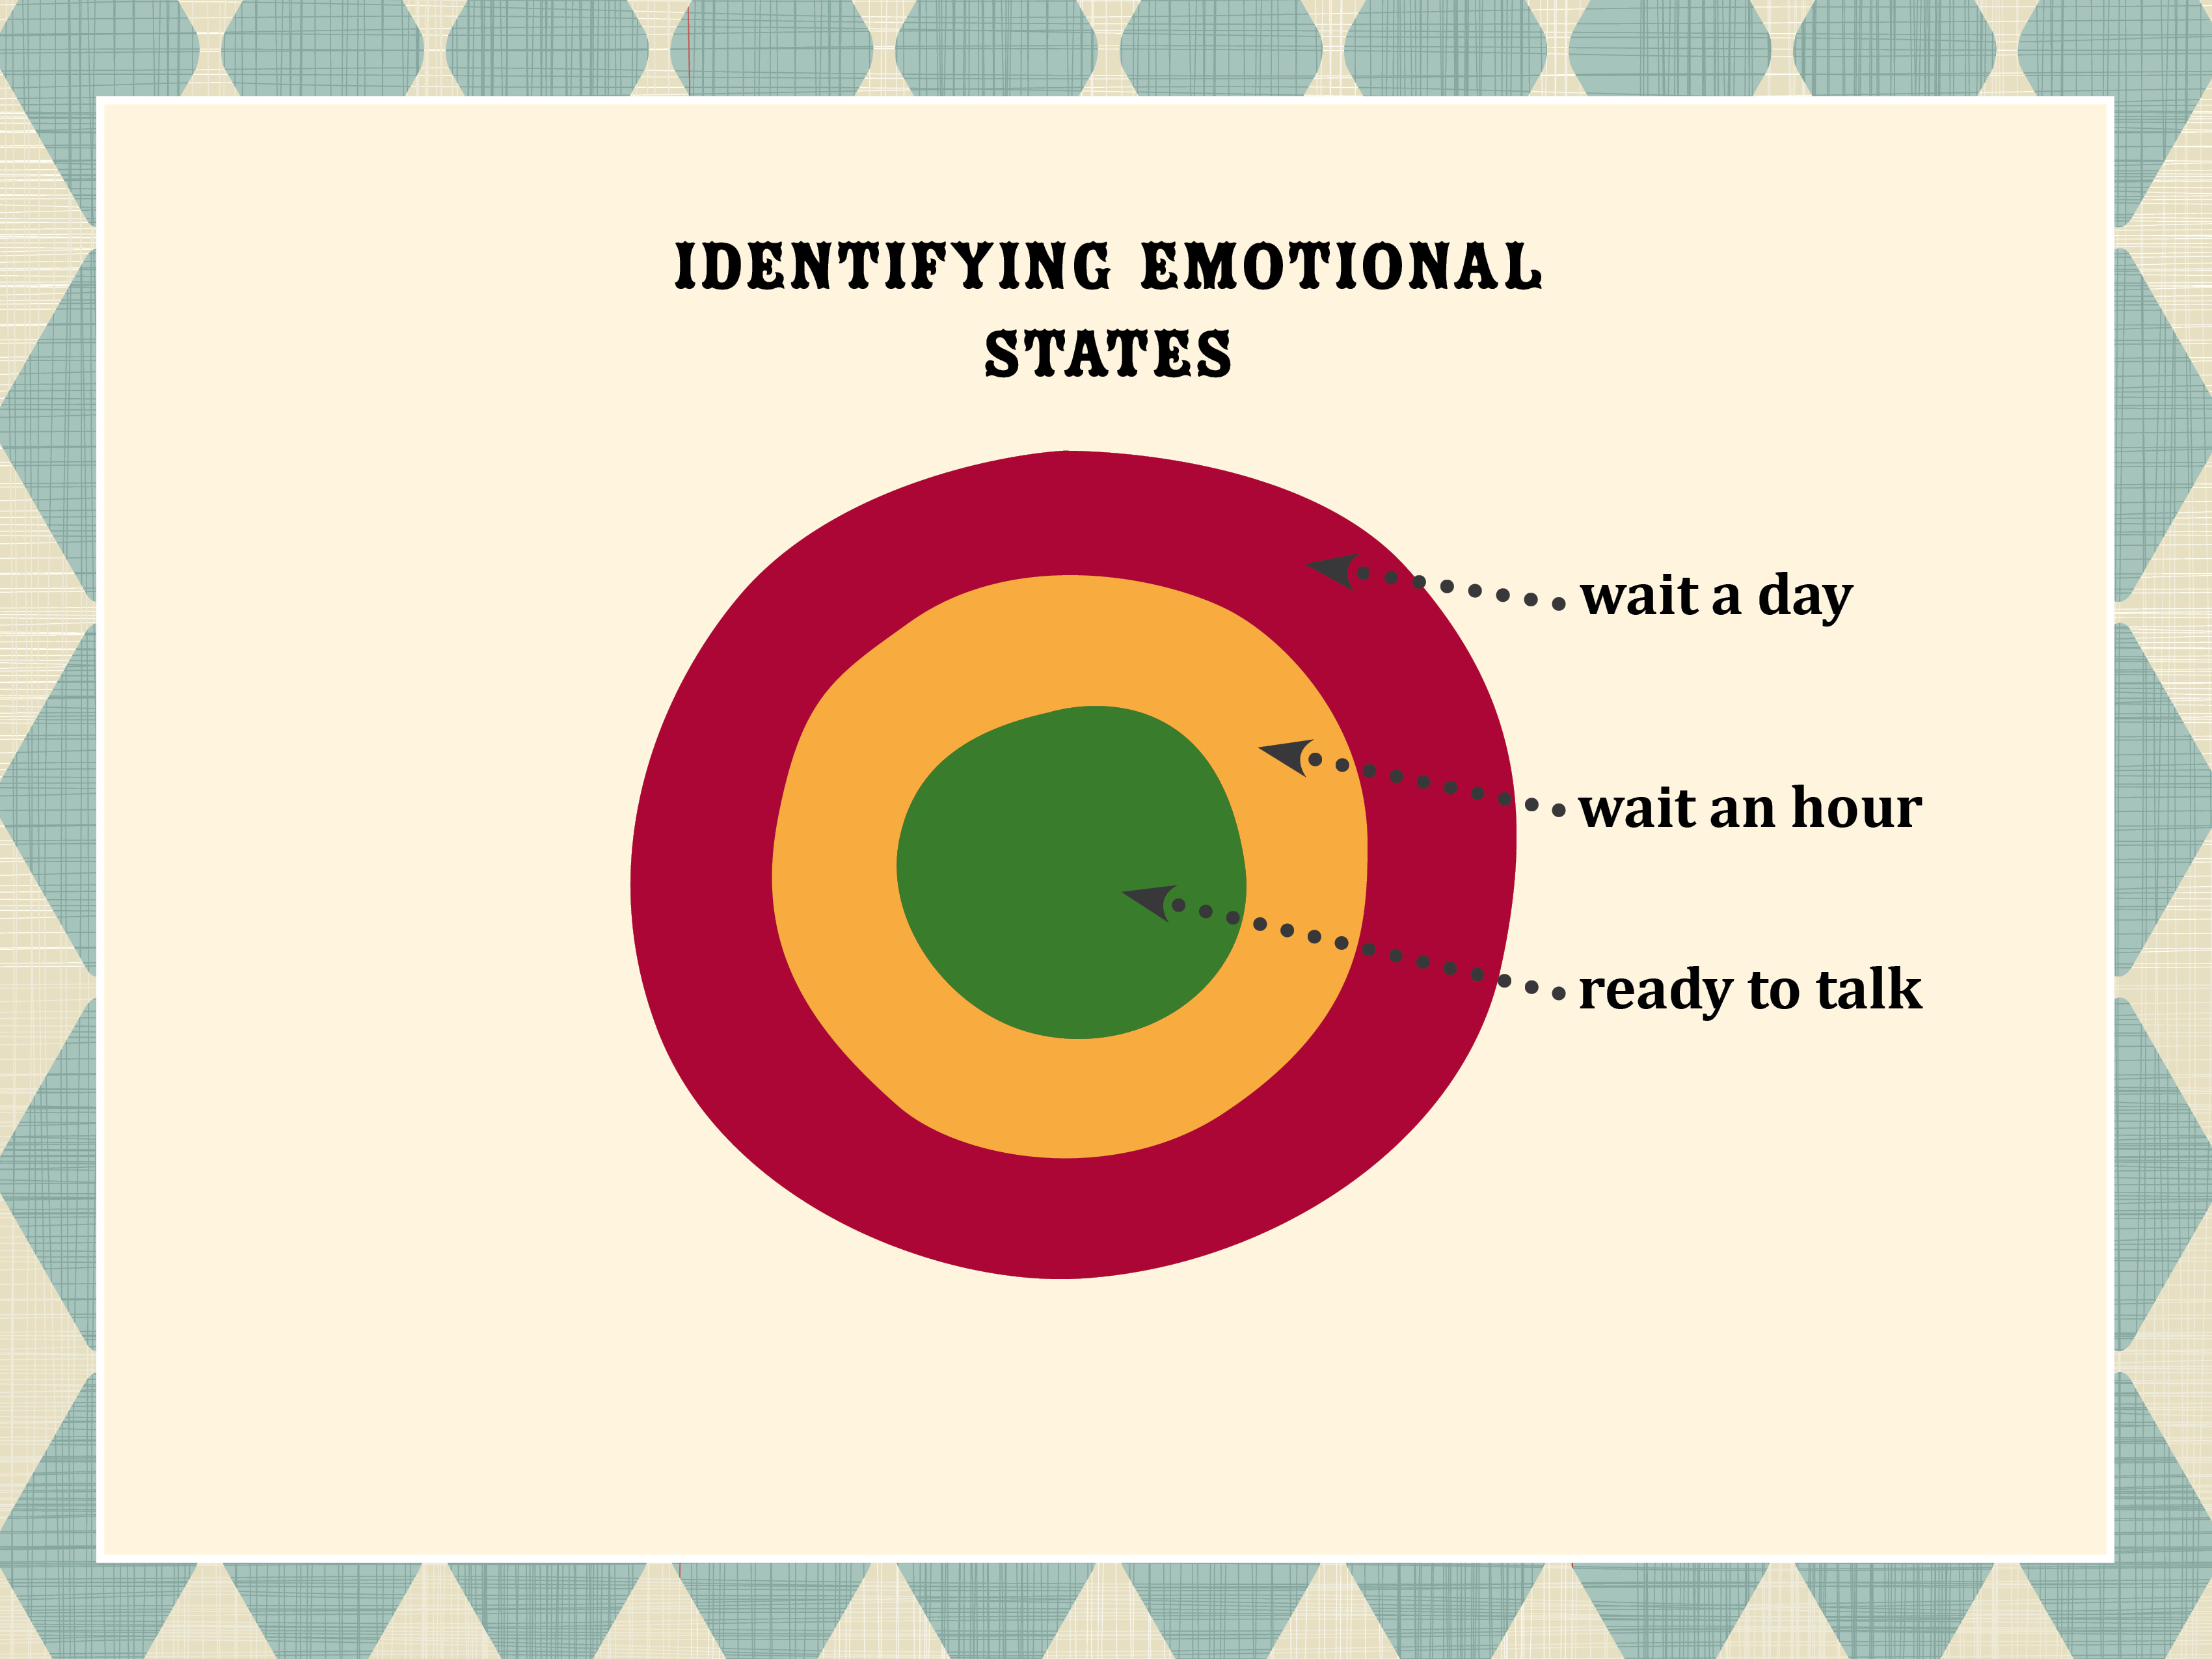 IDENTIFYING EMOTIONAL
STATES
wait a day
wait an hour
ready to talk